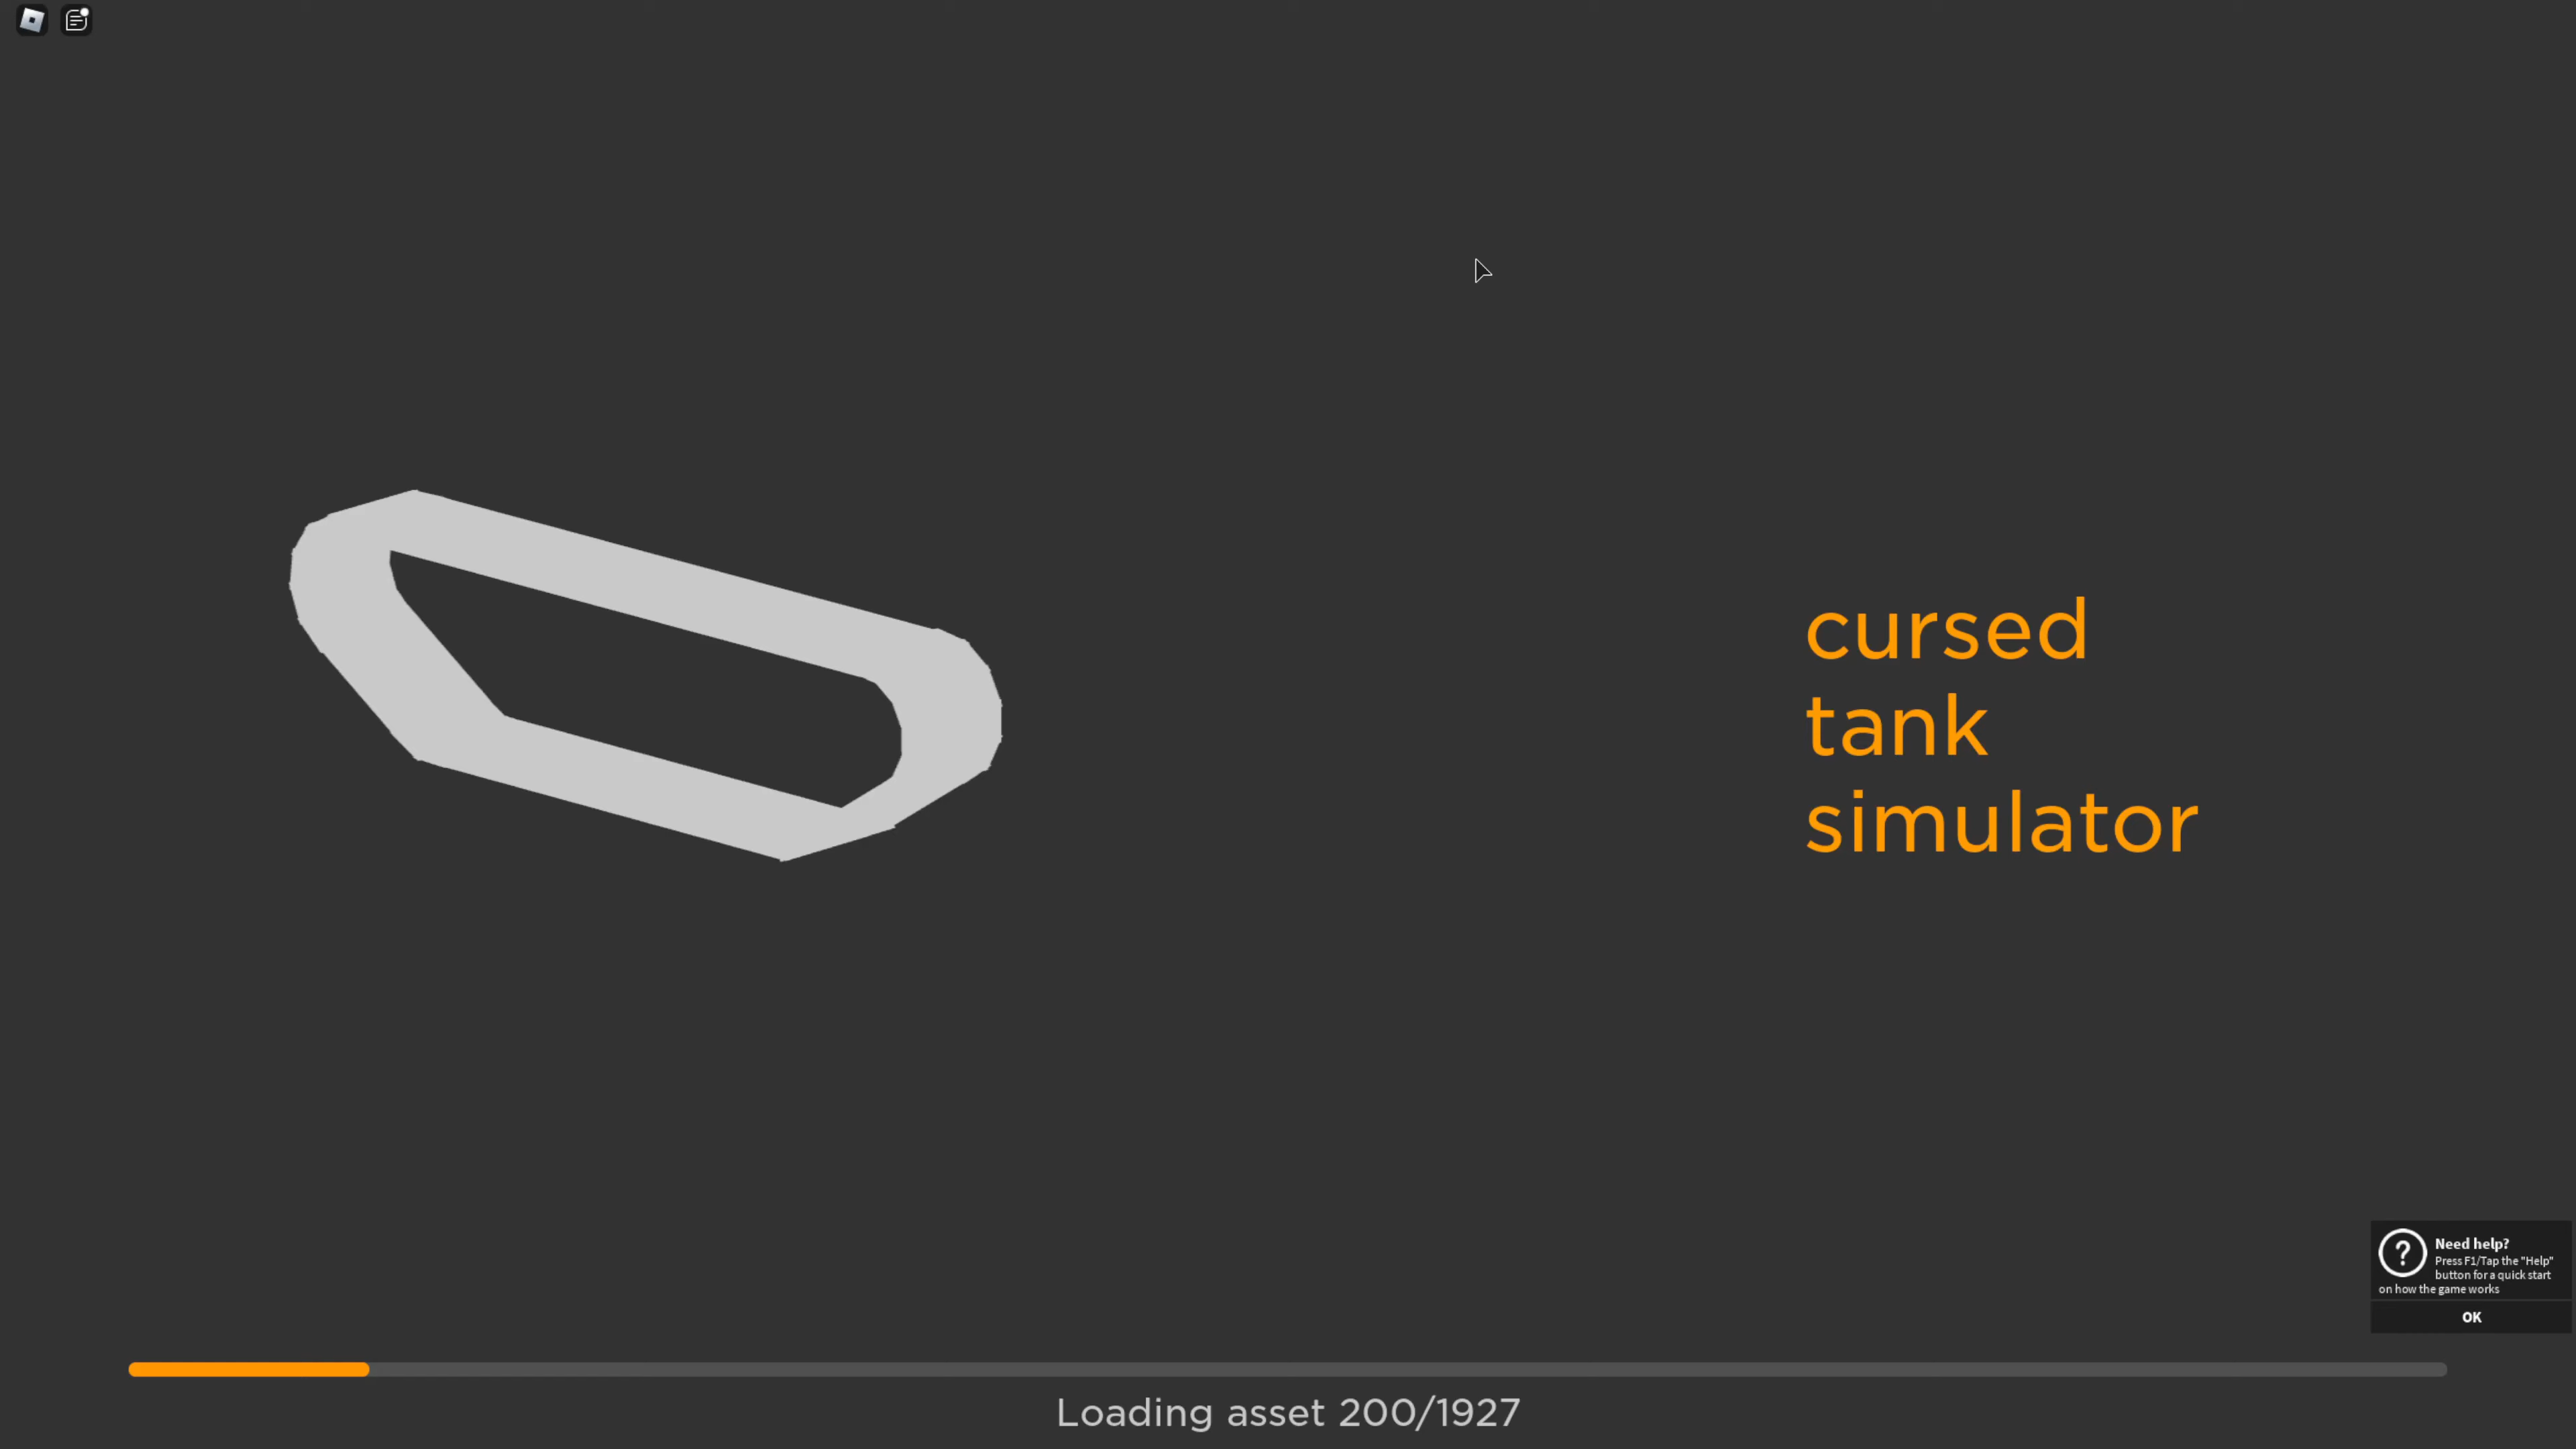 cursed
tank
simulator
Need help?
Press F1/Tap the "Help"
button for a quick start
on how the game works
OK
Loading asset 200/1927